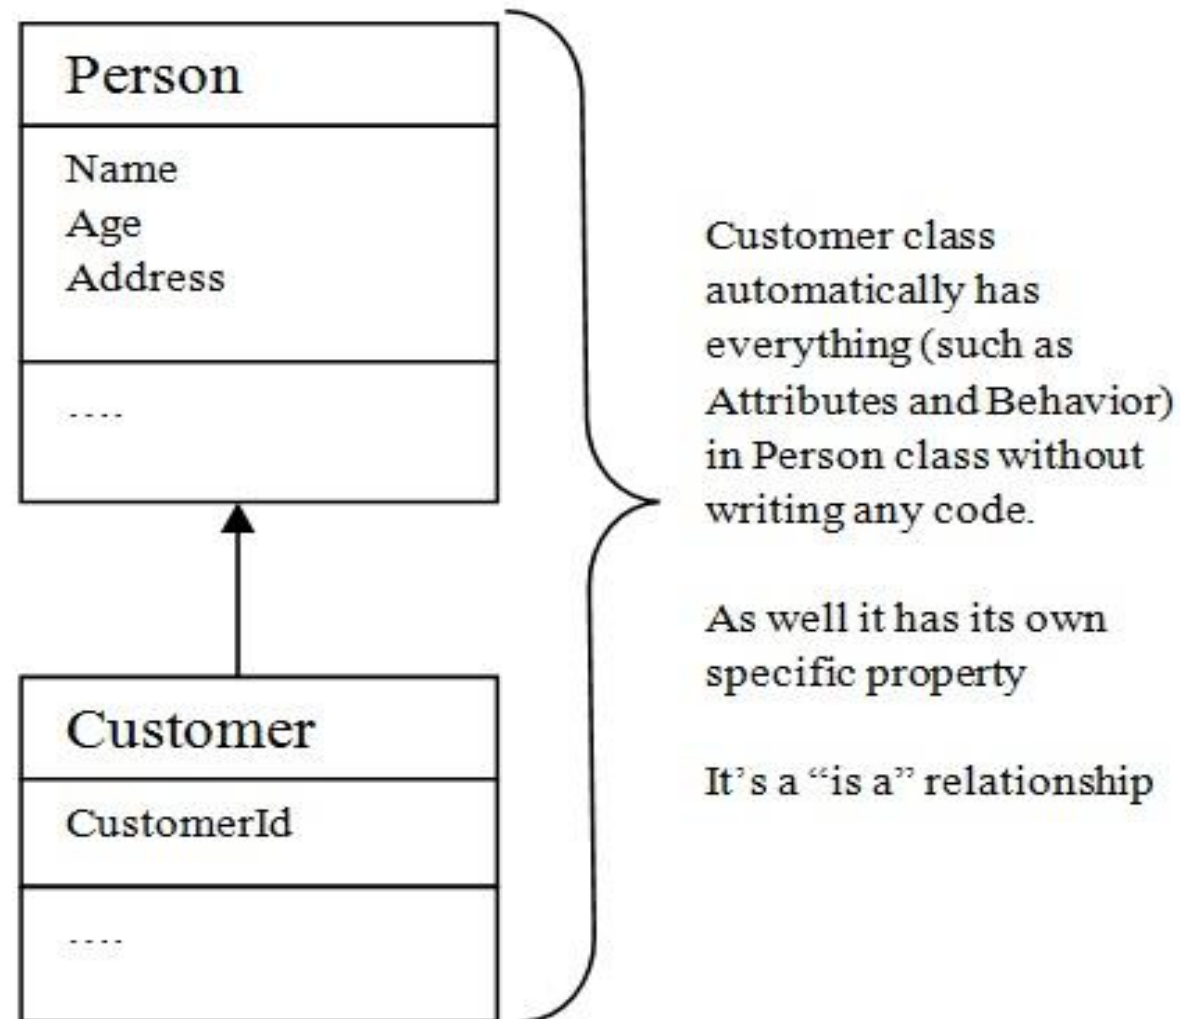 Person
Name
Age
Address
----
Customer
CustomerId
----
Customer class
automatically has
everything (such as
Attributes and Behavior)
in Person class without
writing any code.
As well it has its own
specific property
It’s a “is a” relationship